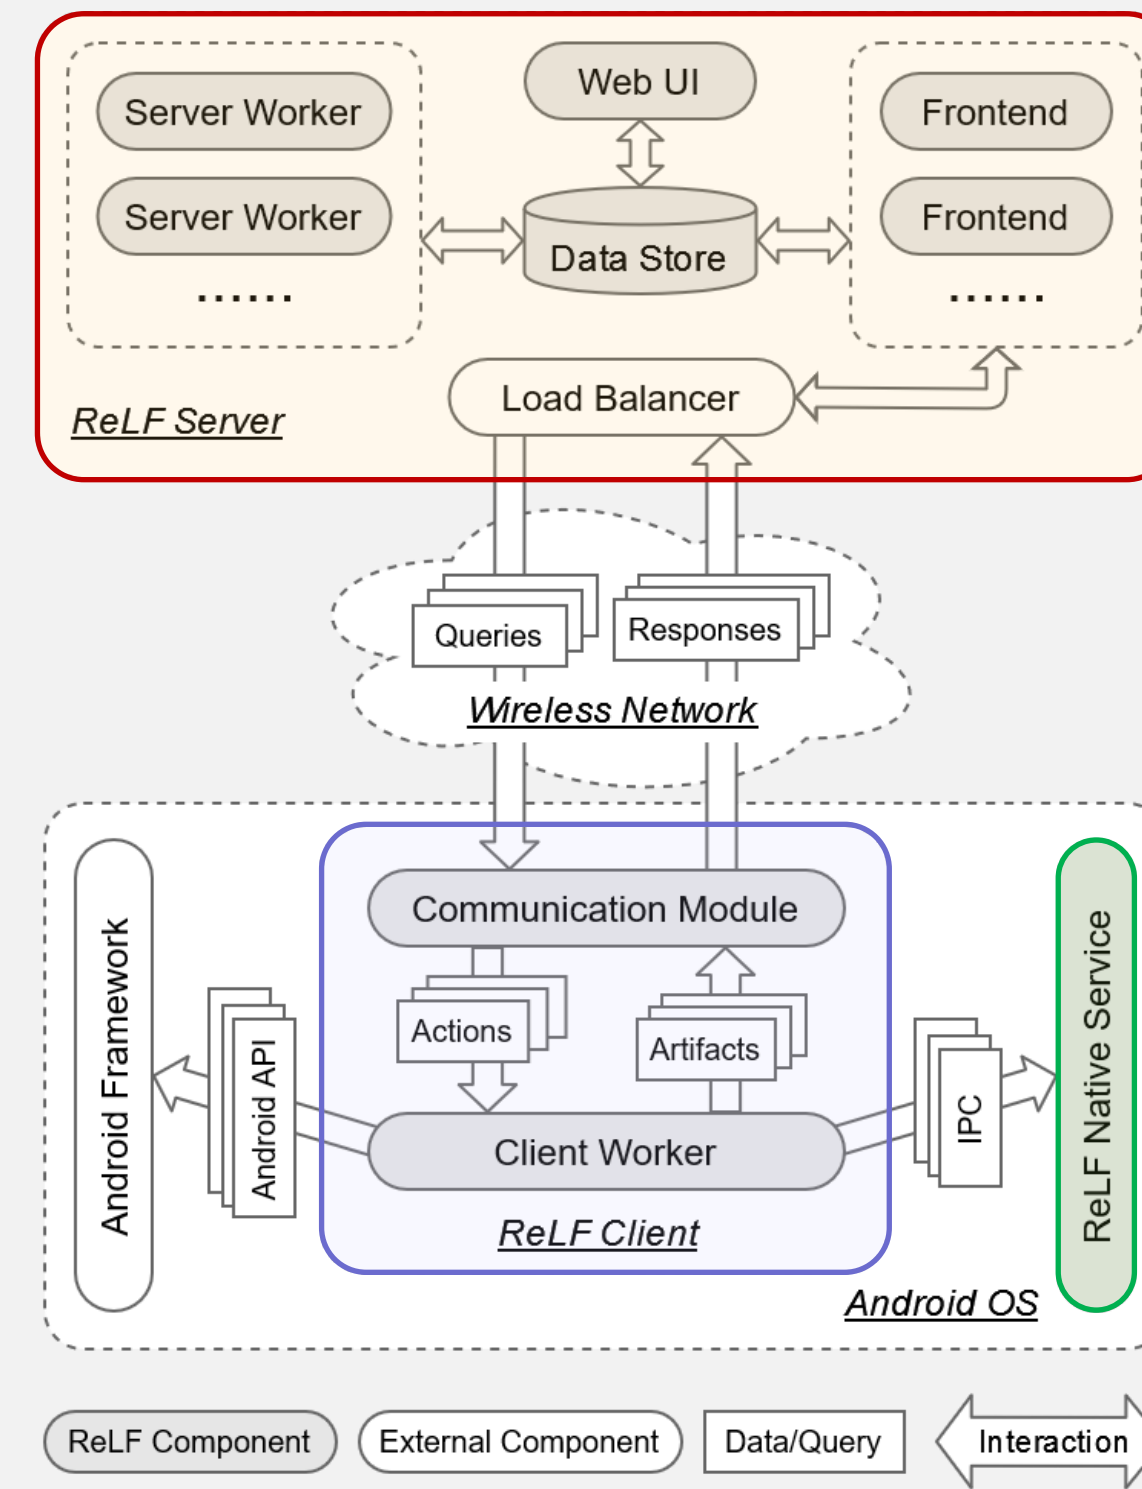 Server Worker
Server Worker
......
Web UI
Data Store
Frontend
Frontend
......
Load Balancer
ReLF Server
Queries
Responses
Wireless Network
Android Framework
Android API
Communication Module
Actions
Artifacts
Client Worker
ReLF Client
IPC
ReLF Native Service
Android OS
ReLF Component
External Component
Data/Query
Interaction